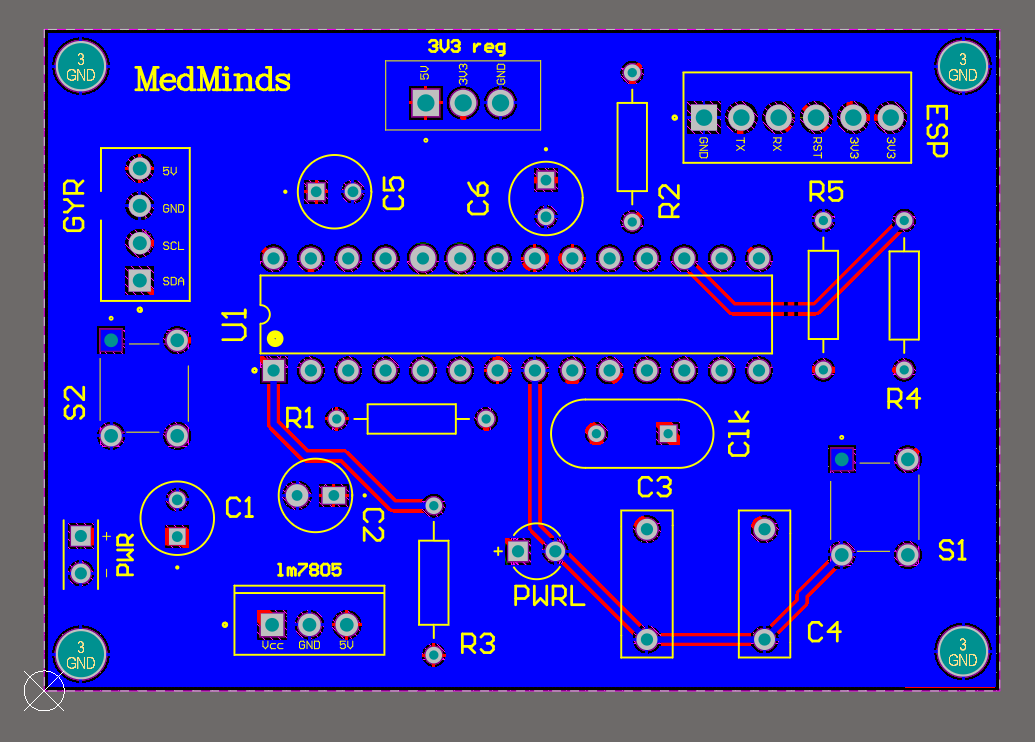 3V3 reg
5V
3V3
GND
3
GND
MedMinds
3
GND
ESP
GND
TX
RX
RST
3V3
3V3
GYR
5V
GND
SCL
SDA
C5
C6
R2
R5
U1
S2
R1
R4
Clk
C1
C2
C3
PWR
+
-
lm7805
+
PWRL
S1
Vcc
GND
5V
R3
C4
3
GND
3
GND